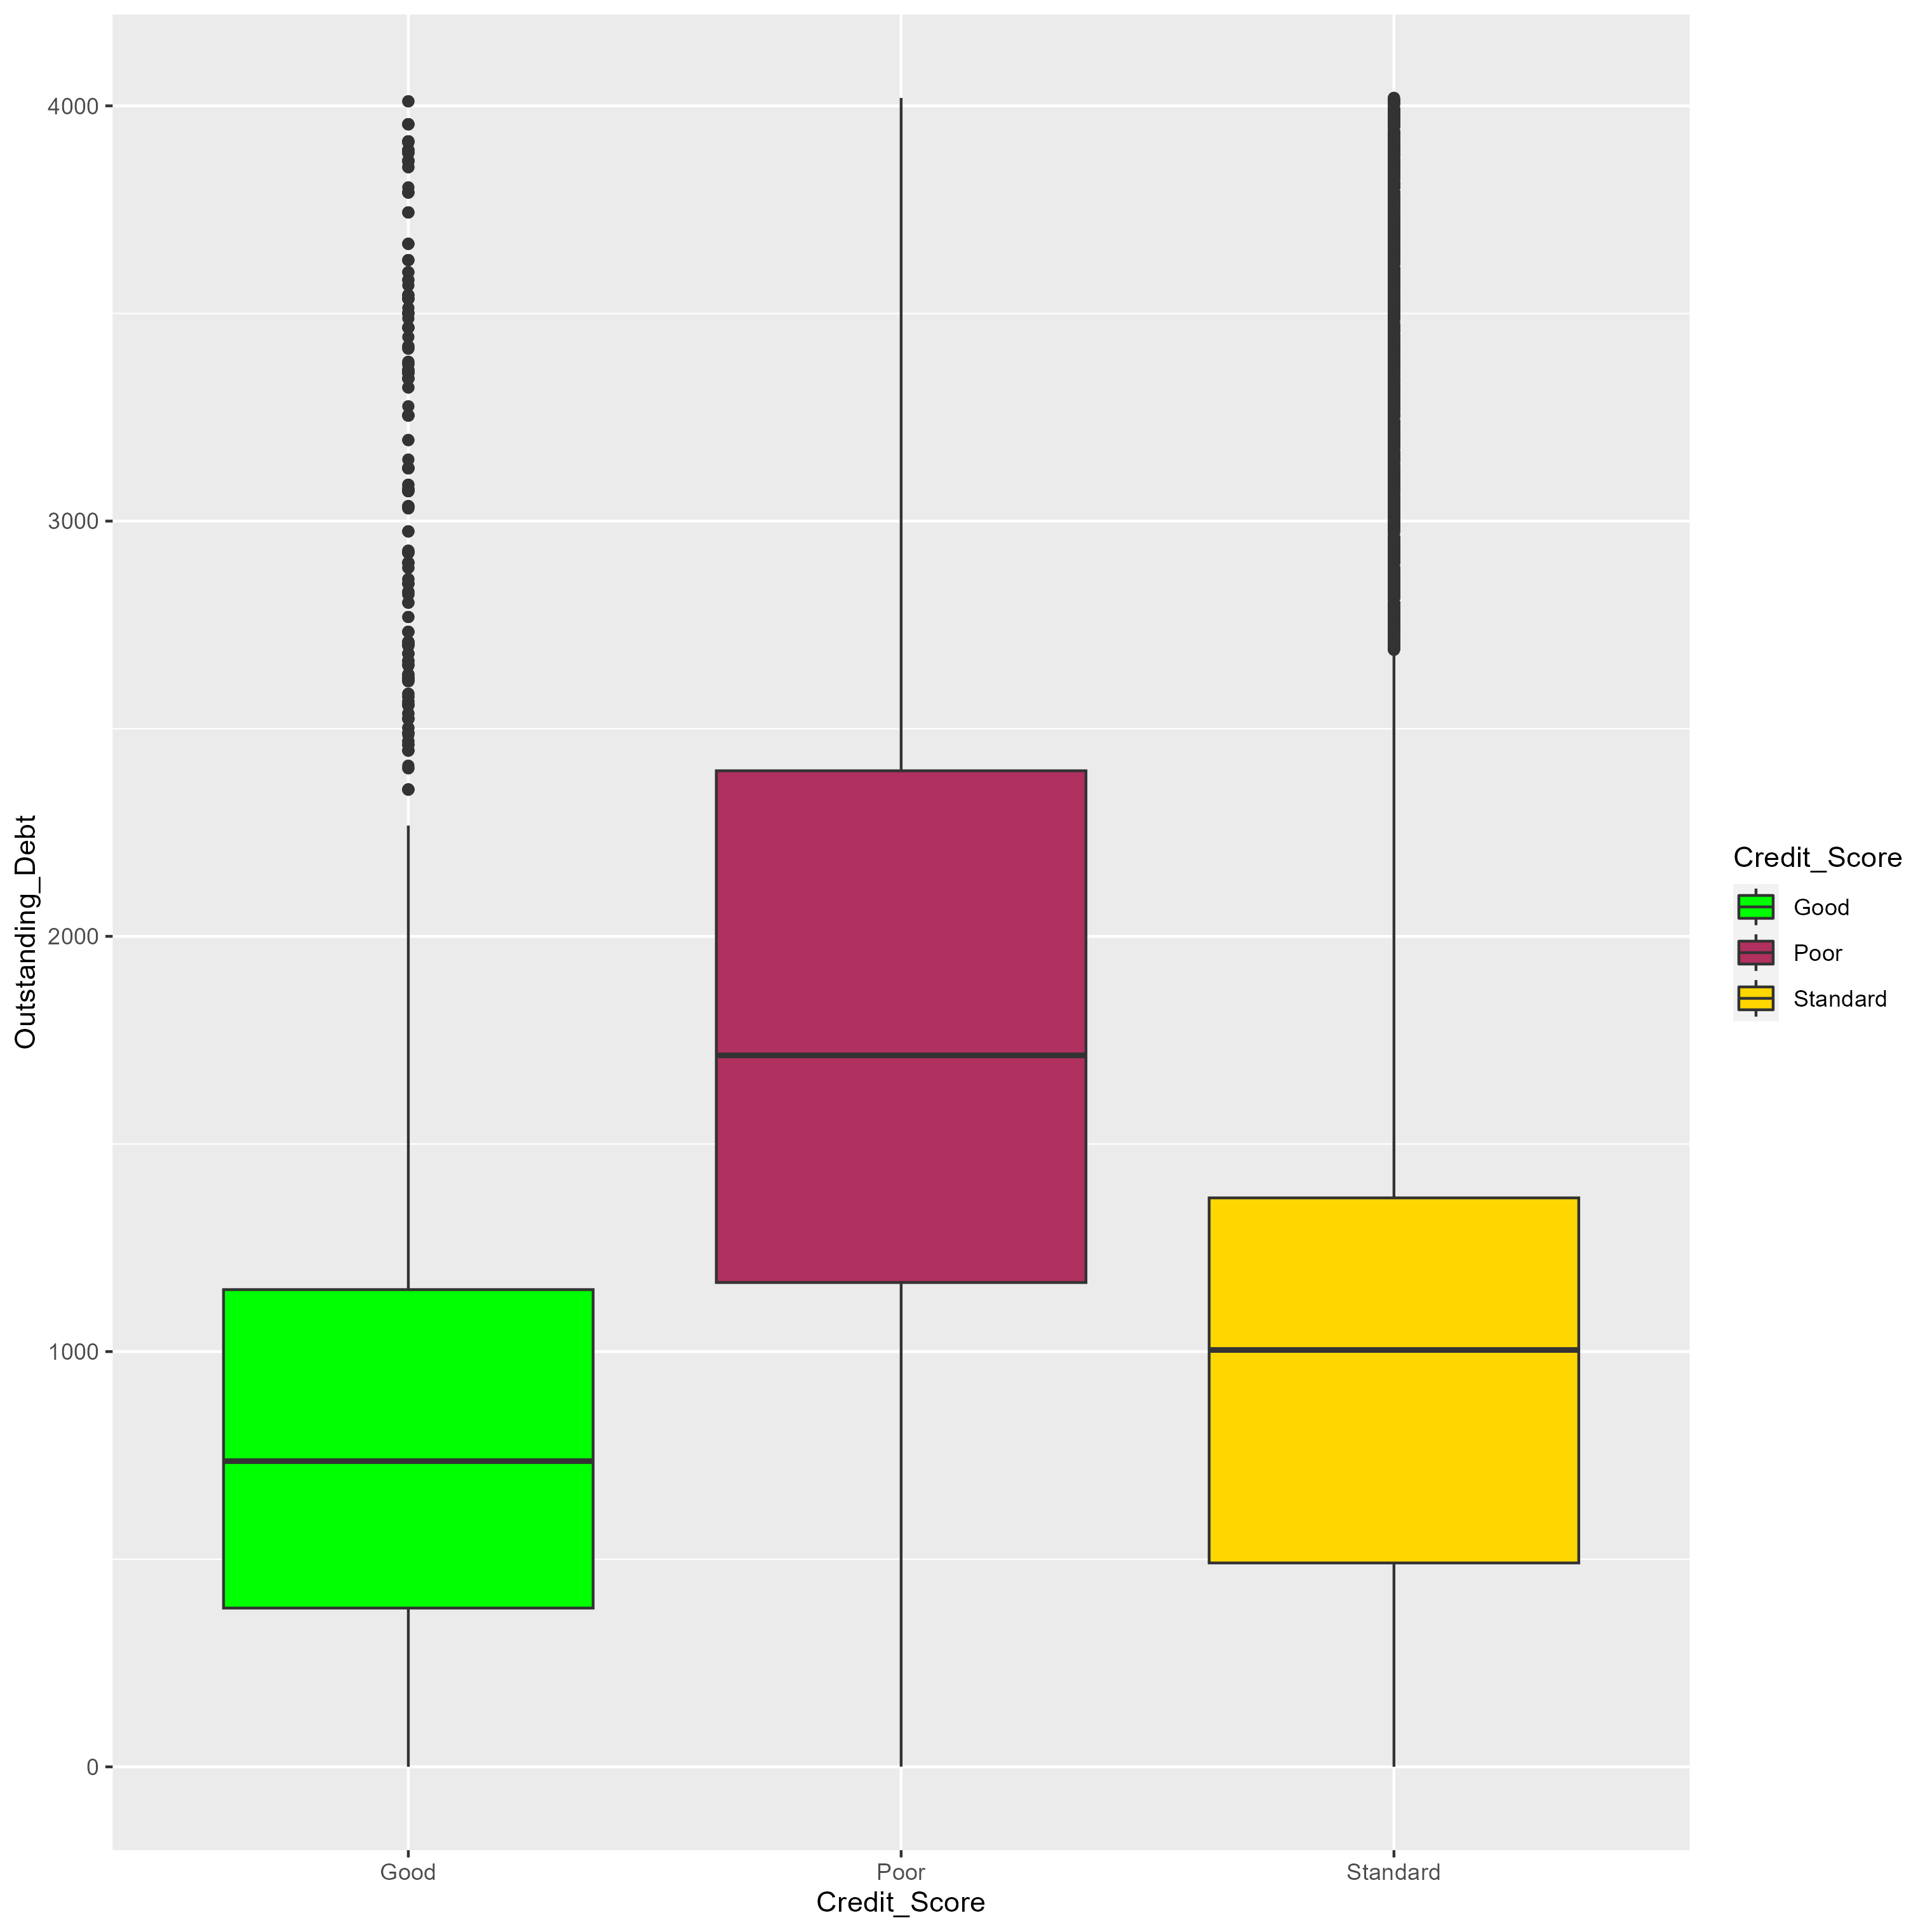 4000
3000
2000
1000
0
Outstanding_Debt
Good
Poor
Standard
Credit_Score
Credit_Score
Good
Poor
Standard